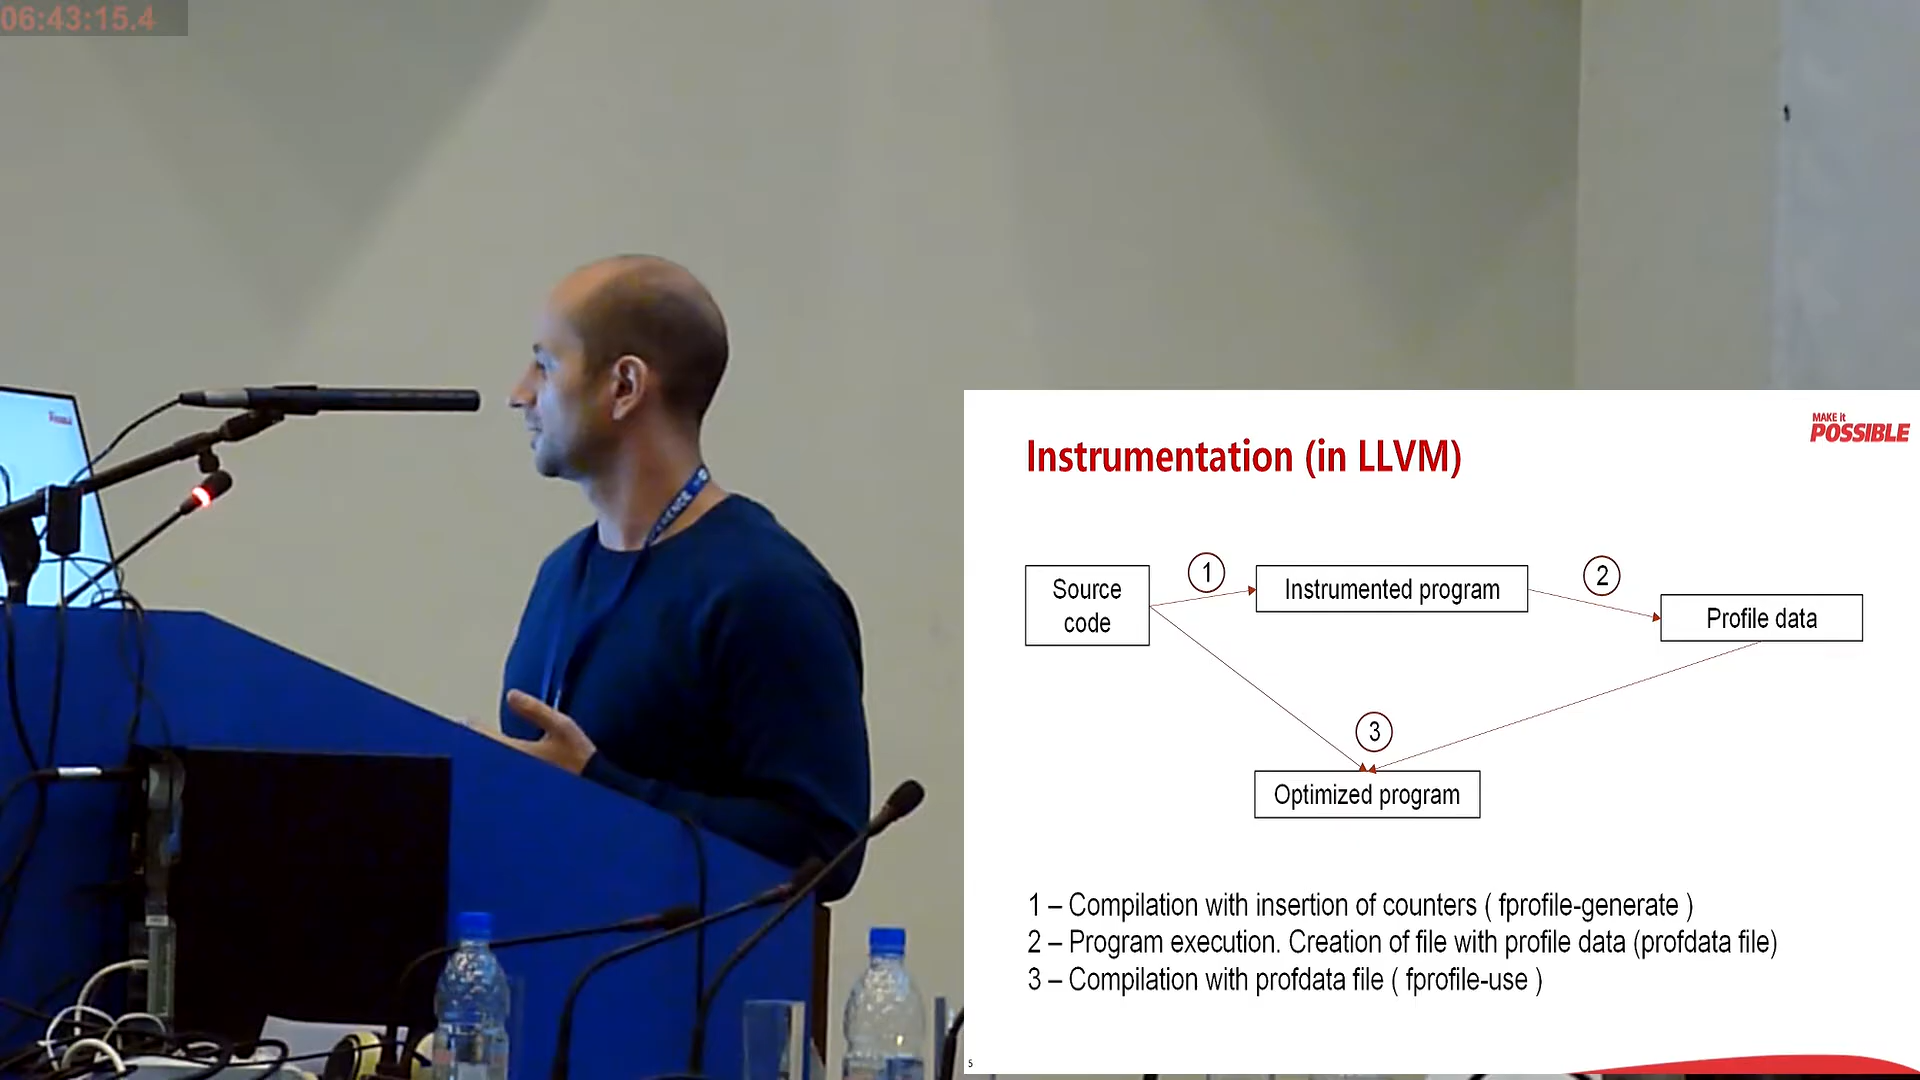 06:43:15.4
MAKE it
POSSIBLE
Instrumentation (in LLVM)
Source
code
1
Instrumented program
2
Profile data
3
Optimized program
1 – Compilation with insertion of counters ( fprofile-generate )
2 – Program execution. Creation of file with profile data (profdata file)
3 – Compilation with profdata file ( fprofile-use )
5